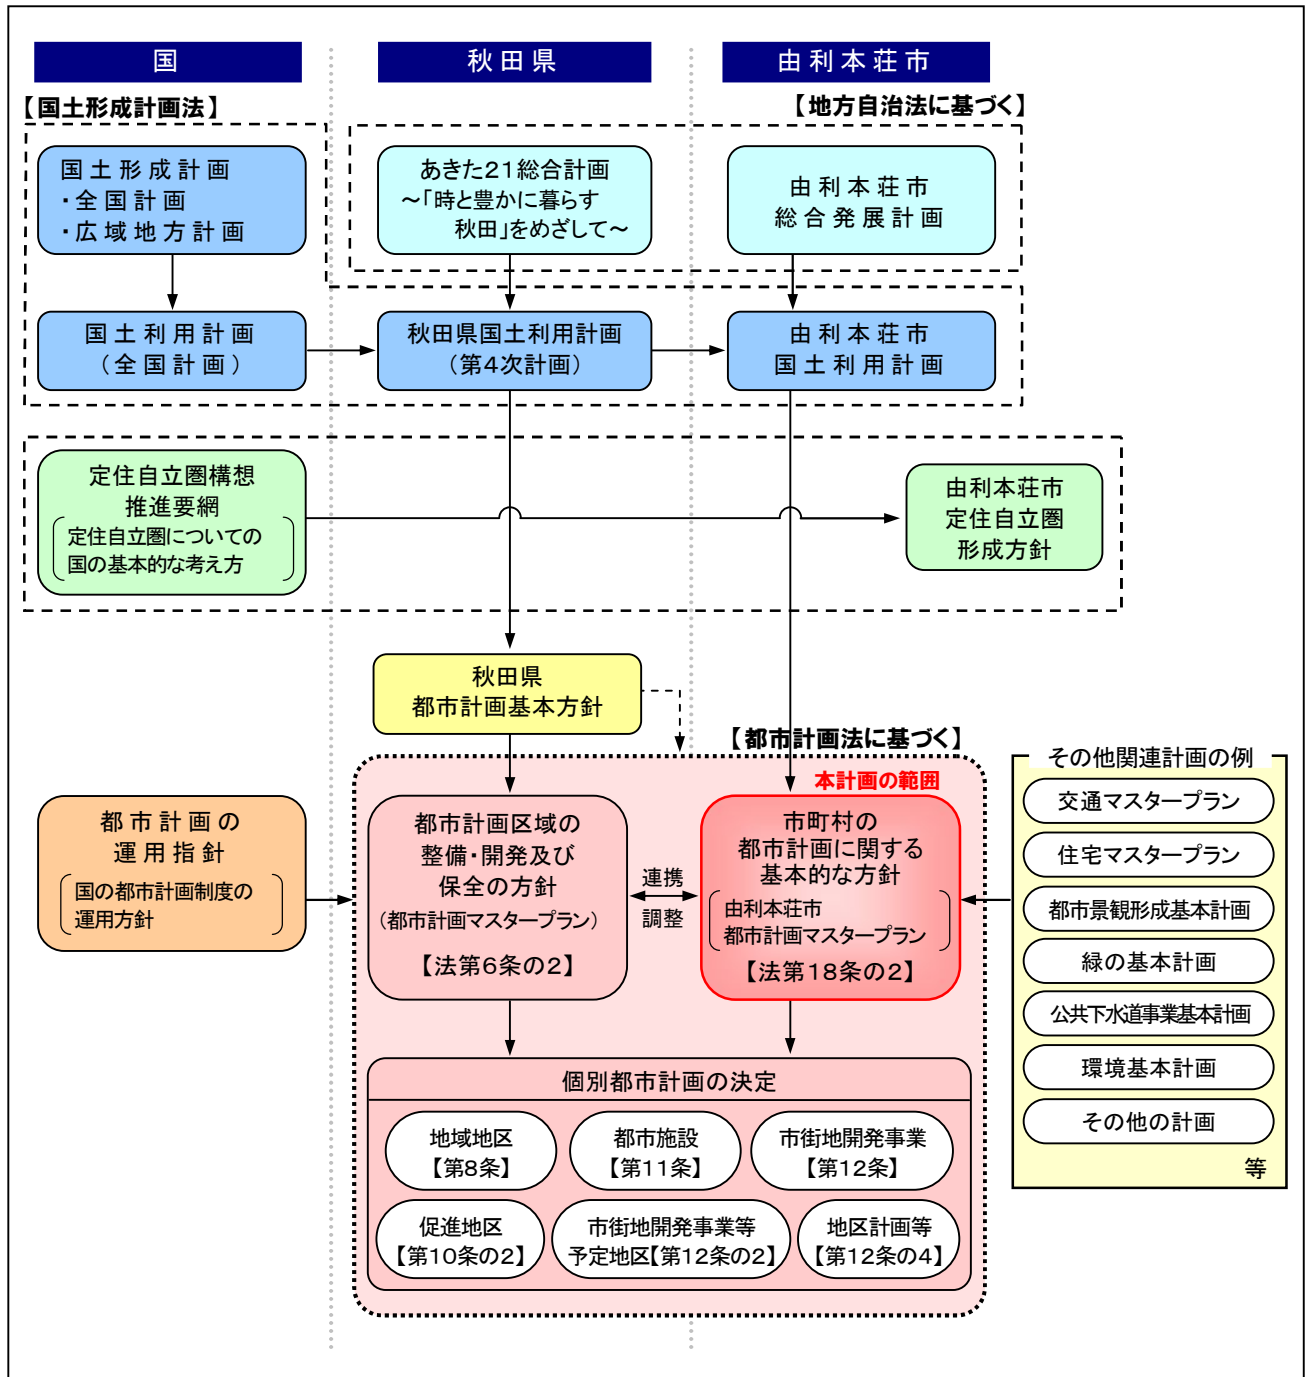 国
秋田県
由利本荘市
【国土形成計画法】
【地方自治法に基づく】
国土形成計画
・全国計画
・広域地方計画
あきた21総合計画
～「時と豊かに暮らす
秋田」をめざして～
由利本荘市
総合発展計画
国土利用計画
（全国計画）
秋田県国土利用計画
（第4次計画）
由利本荘市
国土利用計画
定住自立圏構想
推進要綱
定住自立圏についての
国の基本的な考え方
由利本荘市
定住自立圏
形成方針
秋田県
都市計画基本方針
【都市計画法に基づく】
本計画の範囲
都市計画の
運用指針
国の都市計画制度の
運用方針
都市計画区域の
整備・開発及び
保全の方針
（都市計画マスタープラン）
【法第6条の2】
連携
調整
市町村の
都市計画に関する
基本的な方針
由利本荘市
都市計画マスタープラン
【法第18条の2】
その他関連計画の例
交通マスタープラン
住宅マスタープラン
都市景観形成基本計画
緑の基本計画
公共下水道事業基本計画
環境基本計画
その他の計画
等
個別都市計画の決定
地域地区
【第8条】
都市施設
【第11条】
市街地開発事業
【第12条】
促進地区
【第10条の2】
市街地開発事業等
予定地区【第12条の2】
地区計画等
【第12条の4】